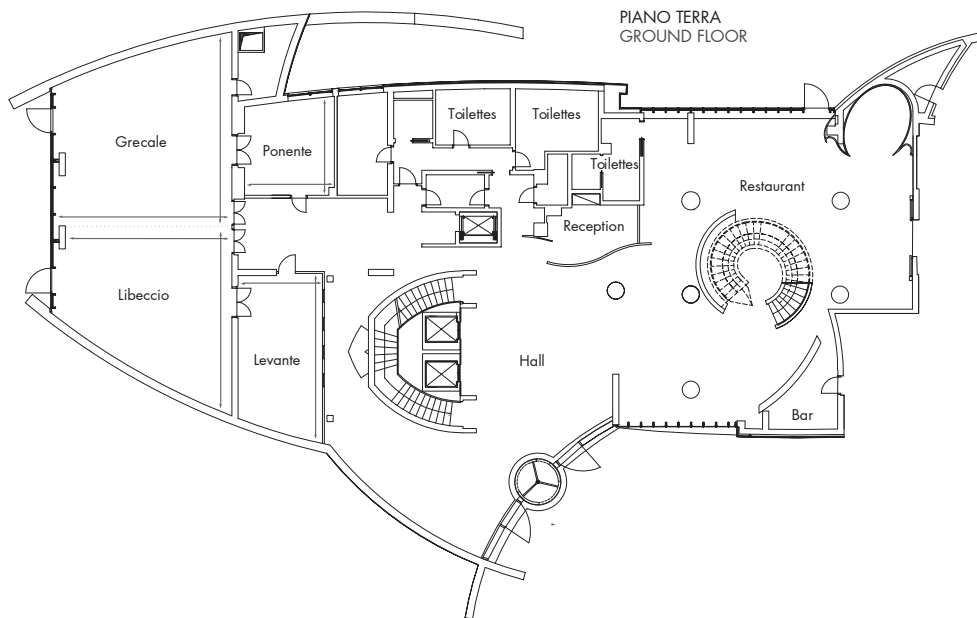 PIANO TERRA
GROUND FLOOR
Toilettes
Toilettes
Grecale
Ponente
Toilettes
Restaurant
Reception
Libeccio
Levante
Hall
Bar